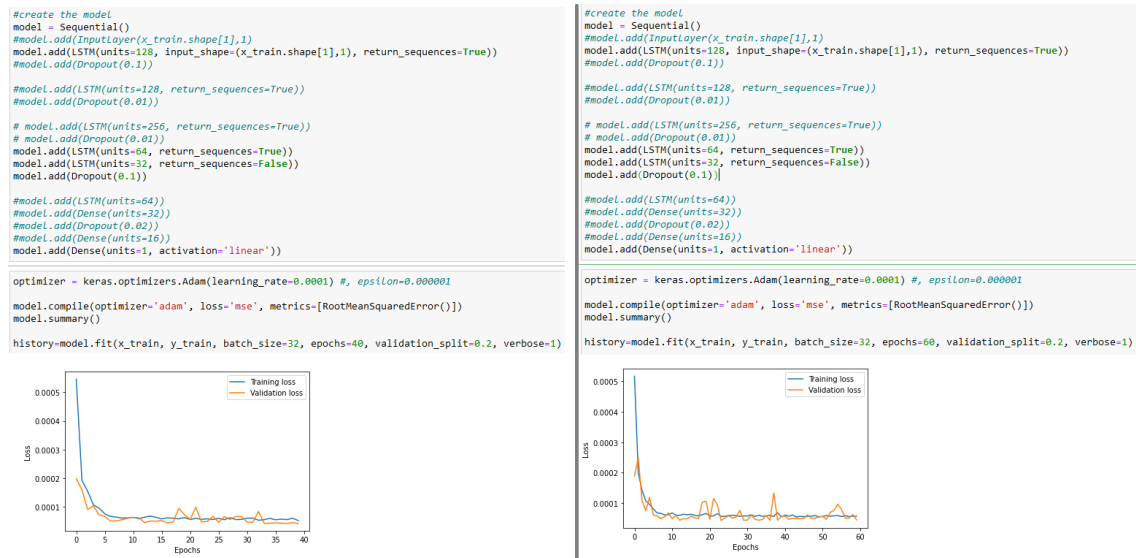 #create the model
model = Sequential()
#model.add(InputLayer(x_train.shape[1],1)
model.add(LSTM(units=128, input_shape=(x_train.shape[1],1), return_sequences=True))
#model.add(Dropout(0.1))
#model.add(LSTM(units=128, return_sequences=True))
#model.add(Dropout(0.01))
# model.add(LSTM(units=256, return_sequences=True))
# model.add(Dropout(0.01))
model.add(LSTM(units=64, return_sequences=True))
model.add(LSTM(units=32, return_sequences=False))
model.add(Dropout(0.1))
#model.add(LSTM(units=64))
#model.add(Dense(units=32))
#model.add(Dropout(0.02))
#model.add(Dense(units=16))
model.add(Dense(units=1, activation='linear'))
optimizer = keras.optimizers.Adam(learning_rate=0.0001) #, epsilon=0.000001
model.compile(optimizer='adam', loss='mse', metrics=[RootMeanSquaredError()])
model.summary()
history=model.fit(x_train, y_train, batch_size=32, epochs=40, validation_split=0.2, verbose=1)
Training loss
Validation loss
0.0005
0.0004
0.0003
0.0002
0.0001
Loss
0 5 10 15 20 25 30 35 40
Epochs
#create the model
model = Sequential()
#model.add(InputLayer(x_train.shape[1],1)
model.add(LSTM(units=128, input_shape=(x_train.shape[1],1), return_sequences=True))
#model.add(Dropout(0.1))
#model.add(LSTM(units=128, return_sequences=True))
#model.add(Dropout(0.01))
# model.add(LSTM(units=256, return_sequences=True))
# model.add(Dropout(0.01))
model.add(LSTM(units=64, return_sequences=True))
model.add(LSTM(units=32, return_sequences=False))
model.add(Dropout(0.1))
#model.add(LSTM(units=64))
#model.add(Dense(units=32))
#model.add(Dropout(0.02))
#model.add(Dense(units=16))
model.add(Dense(units=1, activation='linear'))
optimizer = keras.optimizers.Adam(learning_rate=0.0001) #, epsilon=0.000001
model.compile(optimizer='adam', loss='mse', metrics=[RootMeanSquaredError()])
model.summary()
history=model.fit(x_train, y_train, batch_size=32, epochs=60, validation_split=0.2, verbose=1)
Training loss
Validation loss
0.0005
0.0004
0.0003
0.0002
0.0001
Loss
0 10 20 30 40 50 60
Epochs